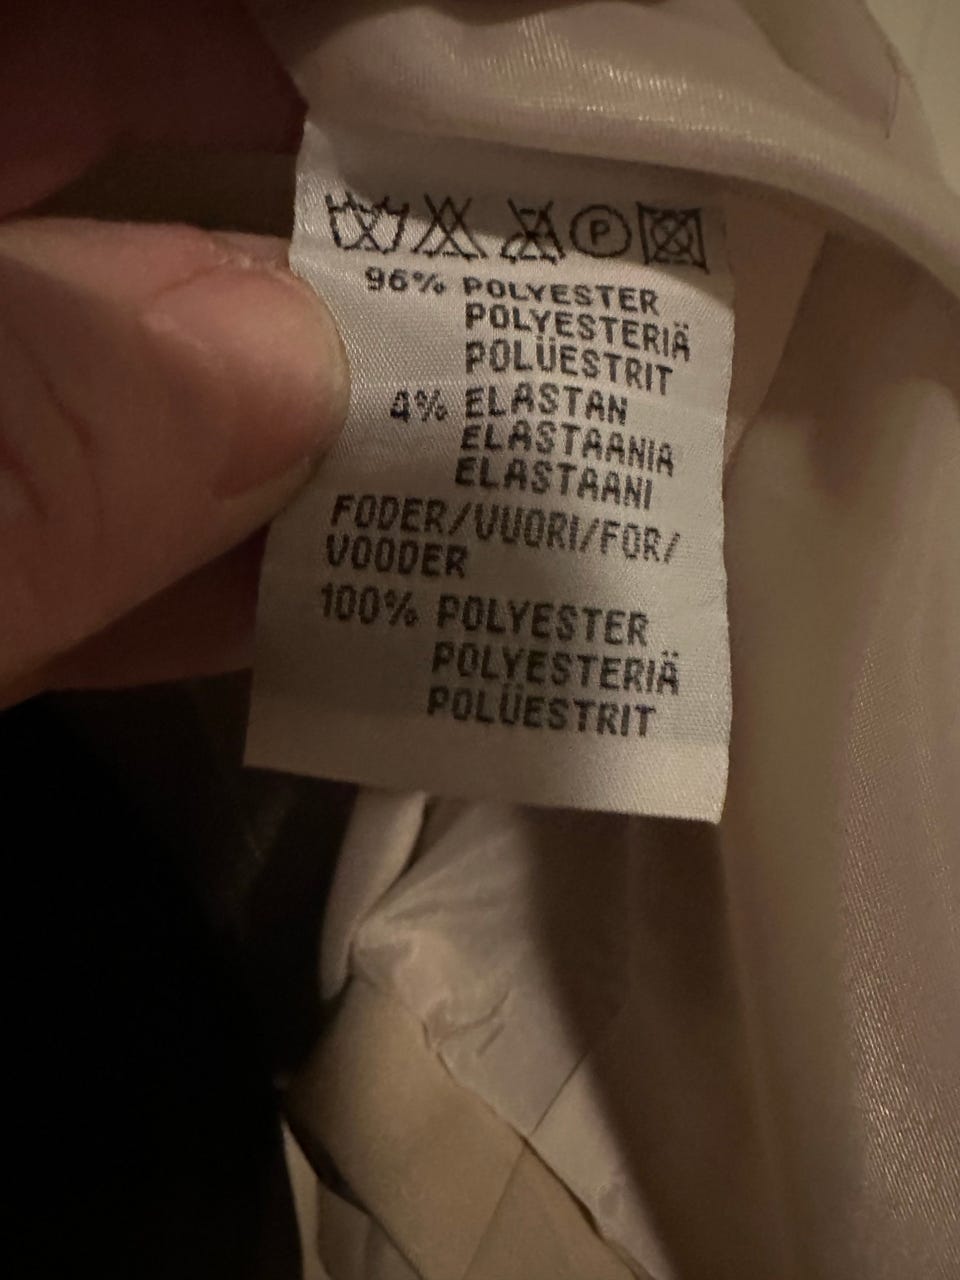 P
96% POLYESTER
POLYESTERIÄ
POLÜESTRIT
4% ELASTAN
ELASTAANIA
ELASTAANI
FODER/VUORI/FOR/
VOODER
100% POLYESTER
POLYESTERIÄ
POLÜESTRIT